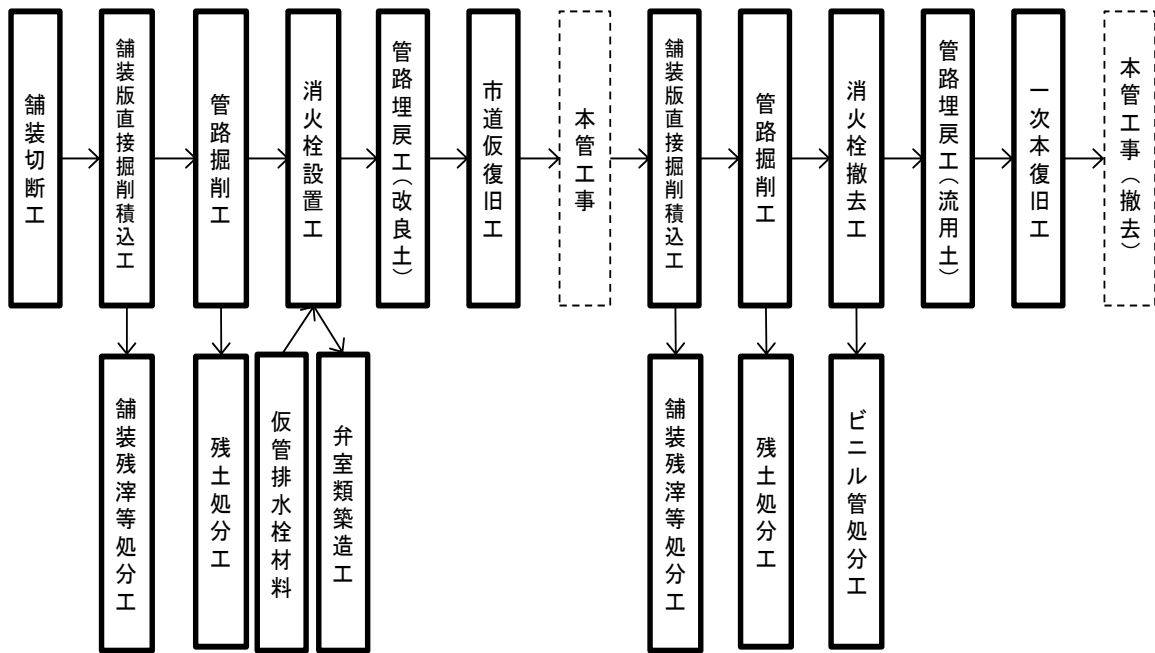 舗装切断工
舗装版直接掘削積込工
管路掘削工
消火栓設置工
管路埋戻工（改良土）
市道仮復旧工
本管工事
舗装版直接掘削積込工
管路掘削工
消火栓撤去工
管路埋戻工（流用土）
一次本復旧工
本管工事（撤去）
舗装残滓等処分工
残土処分工
仮管排水栓材料
弁室類築造工
舗装残滓等処分工
残土処分工
ビニル管処分工